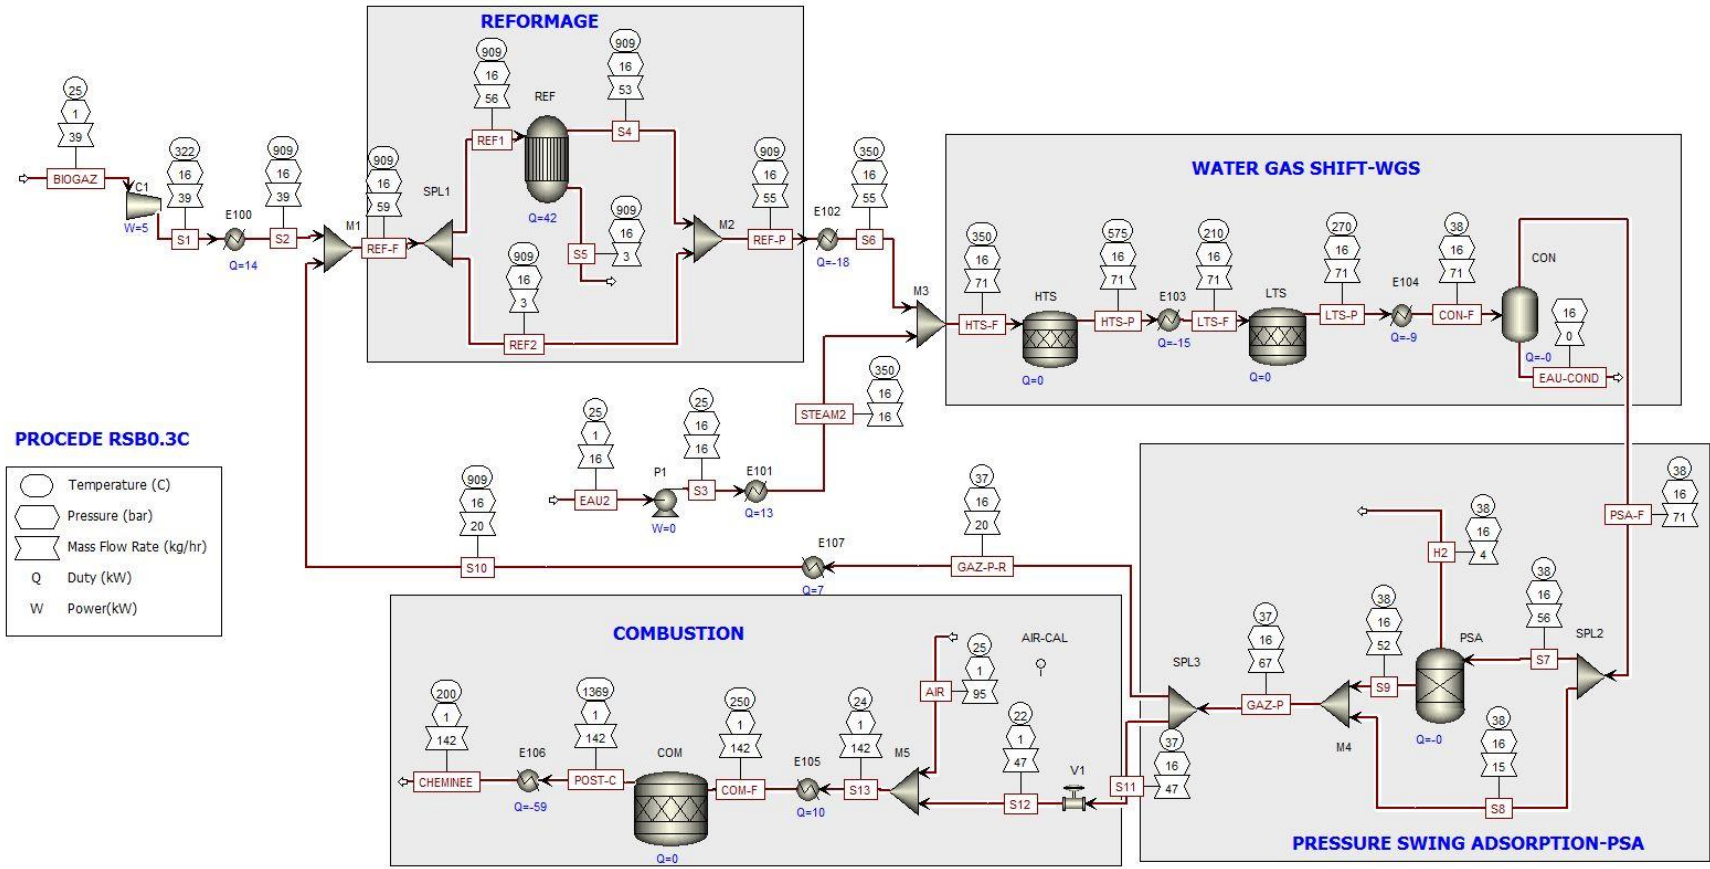 REFORMAGE
909
16
56
REF
909
16
53
25
1
39
BIOGAZ
C1
W=5
322
16
39
S1
E100
Q=14
909
16
39
S2
M1
909
16
59
REF-F
SPL1
REF1
S4
Q=42
909
16
3
S5
909
16
3
REF2
M2
909
16
55
REF-P
E102
Q=-18
350
16
55
S6
M3
WATER GAS SHIFT-WGS
350
16
71
HTS-F
HTS
Q=0
575
16
71
HTS-P
E103
Q=-15
210
16
71
LTS-F
LTS
Q=0
270
16
71
LTS-P
E104
Q=-9
38
16
71
CON-F
CON
Q=-0
16
0
EAU-COND
350
16
16
STEAM2
25
1
16
EAU2
P1
W=0
25
16
16
S3
E101
Q=13
PROCEDE RSB0.3C
Temperature (C)
Pressure (bar)
Mass Flow Rate (kg/hr)
Q Duty (kW)
W Power(kW)
909
16
20
S10
E107
Q=7
37
16
20
GAZ-P-R
38
16
71
PSA-F
38
16
4
H2
38
16
56
S7
SPL2
PSA
Q=-0
38
16
52
S9
M4
38
16
15
S8
37
16
67
GAZ-P
SPL3
37
16
47
S11
PRESSURE SWING ADSORPTION-PSA
COMBUSTION
AIR-CAL
25
1
95
AIR
V1
22
1
47
S12
M5
24
1
142
S13
E105
Q=10
250
1
142
COM-F
COM
Q=0
1369
1
142
POST-C
E106
Q=-59
200
1
142
CHEMINEE